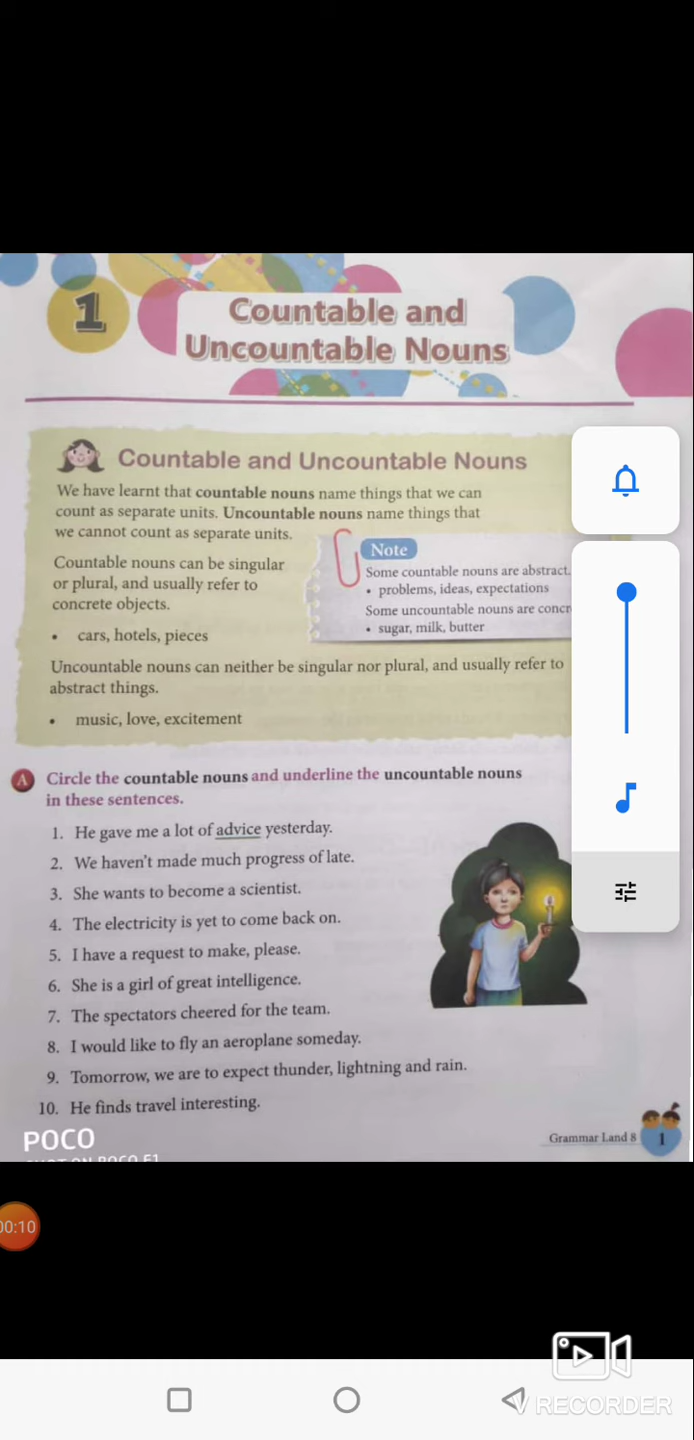 1
Countable and
Uncountable Nouns
Countable and Uncountable Nouns
We have learnt that countable nouns name things that we can
count as separate units. Uncountable nouns name things that
we cannot count as separate units.
Countable nouns can be singular
or plural, and usually refer to
concrete objects.
• cars, hotels, pieces
Note
Some countable nouns are abstract.
• problems, ideas, expectations
Some uncountable nouns are concr
• sugar, milk, butter
Uncountable nouns can neither be singular nor plural, and usually refer to
abstract things.
• music, love, excitement
A Circle the countable nouns and underline the uncountable nouns
in these sentences.
1. He gave me a lot of advice yesterday.
2. We haven't made much progress of late.
3. She wants to become a scientist.
4. The electricity is yet to come back on.
5. I have a request to make, please.
6. She is a girl of great intelligence.
7. The spectators cheered for the team.
8. I would like to fly an aeroplane someday.
9. Tomorrow, we are to expect thunder, lightning and rain.
10. He finds travel interesting.
Grammar Land 8 1
POCO
SHOT ON POCO F1
00:10
V RECORDER